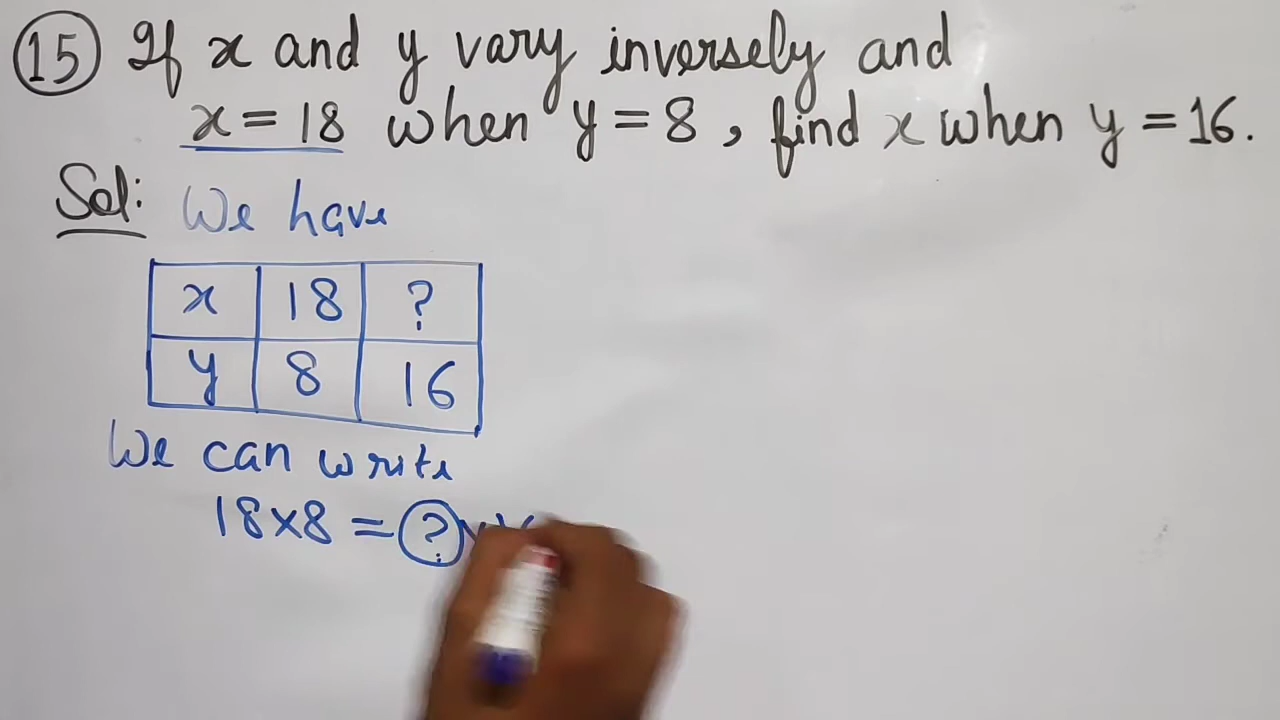 15 If x and y vary inversely and
x = 18 when y = 8, find x when y = 16.
Sol: We have
x 18 ?
y 8 16
We can write
18×8 = ?